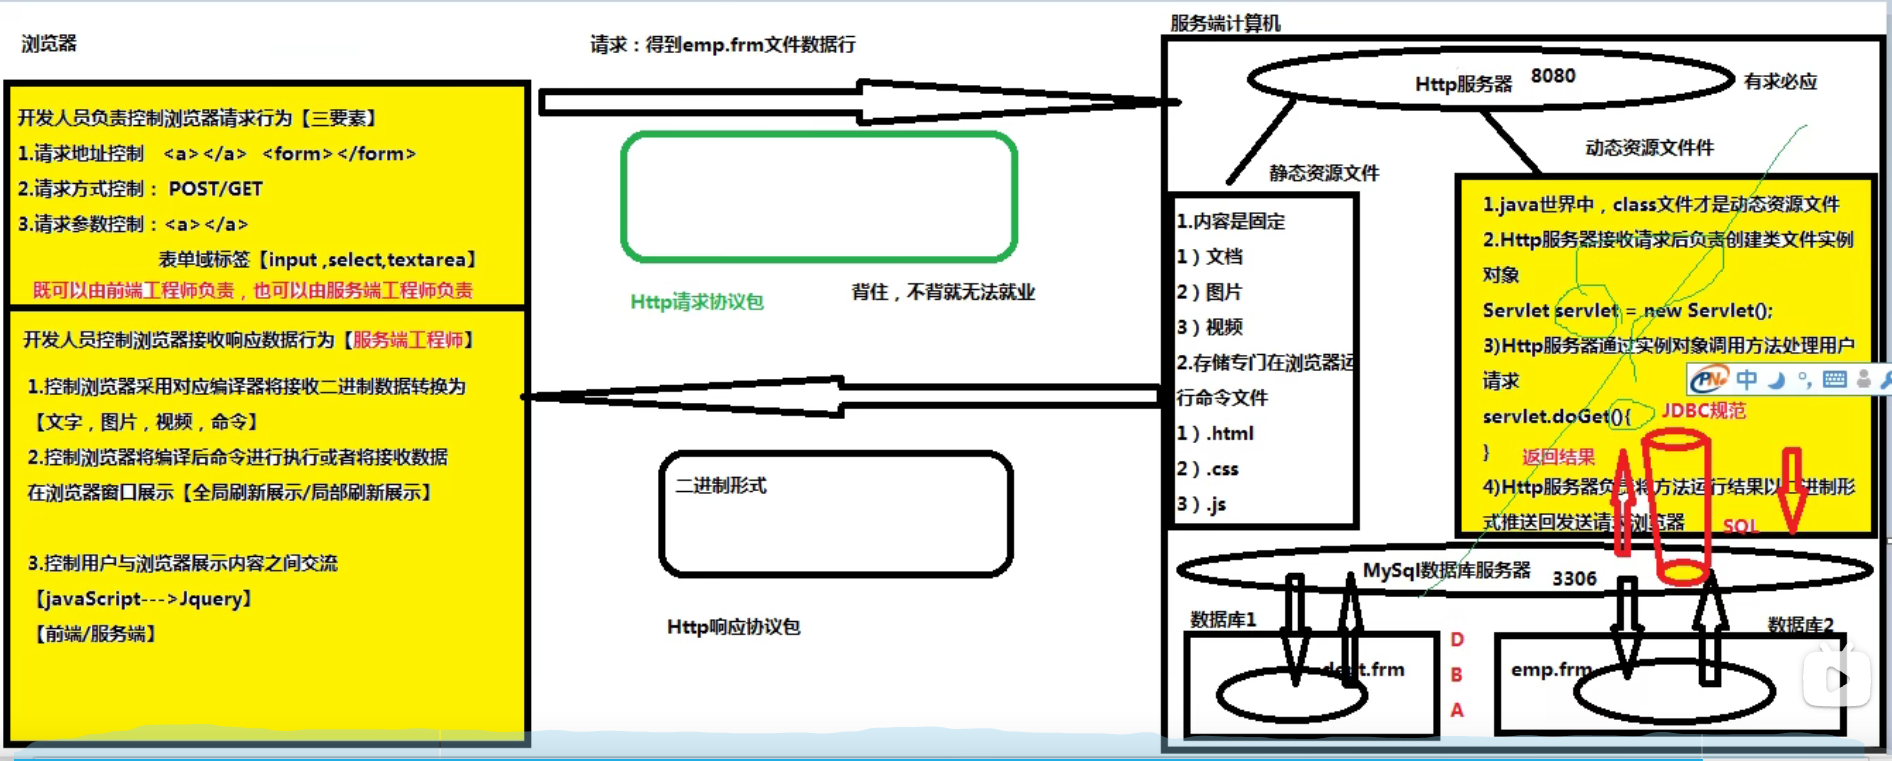 浏览器
开发人员负责控制浏览器请求行为【三要素】
1.请求地址控制 <a></a> <form></form>
2.请求方式控制： POST/GET
3.请求参数控制：<a></a>
表单域标签【input ,select,textarea】
既可以由前端工程师负责，也可以由服务端工程师负责
开发人员控制浏览器接收响应数据行为【服务端工程师】
1.控制浏览器采用对应编译器将接收二进制数据转换为
【文字，图片，视频，命令】
2.控制浏览器将编译后命令进行执行或者将接收数据
在浏览器窗口展示【全局刷新展示/局部刷新展示】
3.控制用户与浏览器展示内容之间交流
【javaScript--->Jquery】
【前端/服务端】
请求：得到emp.frm文件数据行
Http请求协议包
背住，不背就无法就业
二进制形式
Http响应协议包
服务端计算机
Http服务器 8080
有求必应
静态资源文件
动态资源文件件
1.内容是固定
1）文档
2）图片
3）视频
2.存储专门在浏览器运
行命令文件
1）.html
2）.css
3）.js
1.java世界中，class文件才是动态资源文件
2.Http服务器接收请求后负责创建类文件实例
对象
Servlet servlet = new Servlet();
3)Http服务器通过实例对象调用方法处理用户
请求
中
servlet.doGet(){
JDBC规范
}
返回结果
4)Http服务器负责将方法运行结果以二进制形
式推送回发送请求浏览器
SQL
MySql数据库服务器 3306
数据库1
dept.frm
D
B
A
数据库2
emp.frm